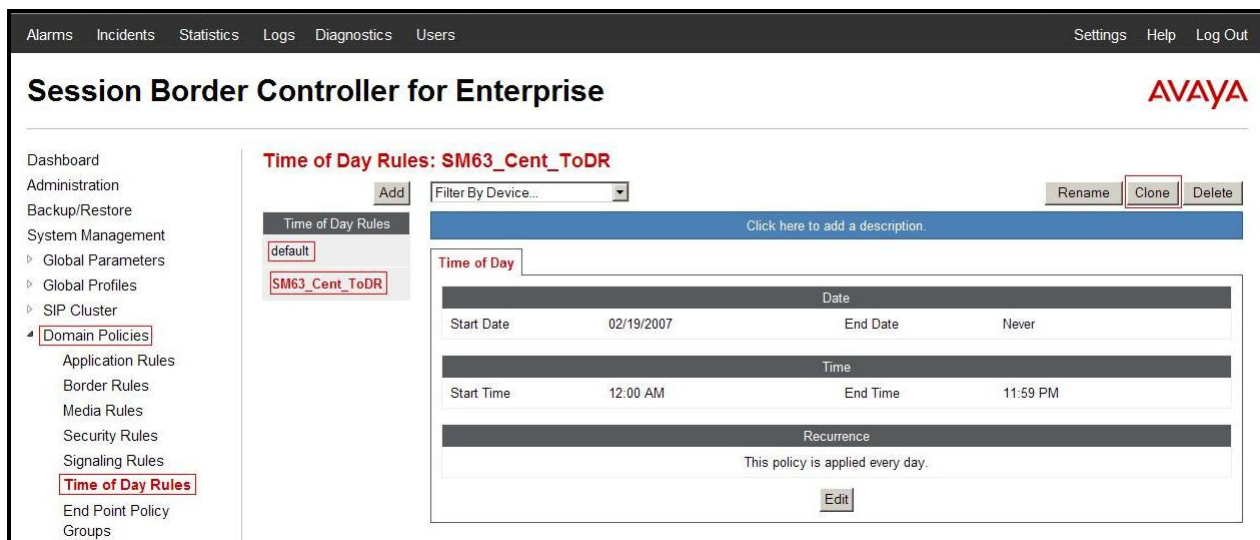 Alarms Incidents Statistics Logs Diagnostics Users Settings Help Log Out
Session Border Controller for Enterprise
AVAYA
Dashboard
Administration
Backup/Restore
System Management
Global Parameters
Global Profiles
SIP Cluster
Domain Policies
Application Rules
Border Rules
Media Rules
Security Rules
Signaling Rules
Time of Day Rules
End Point Policy
Groups
Time of Day Rules: SM63_Cent_ToDR
Add
Filter By Device...
Rename Clone Delete
Time of Day Rules
default
SM63_Cent_ToDR
Click here to add a description.
Time of Day
Date
Start Date 02/19/2007 End Date Never
Time
Start Time 12:00 AM End Time 11:59 PM
Recurrence
This policy is applied every day.
Edit